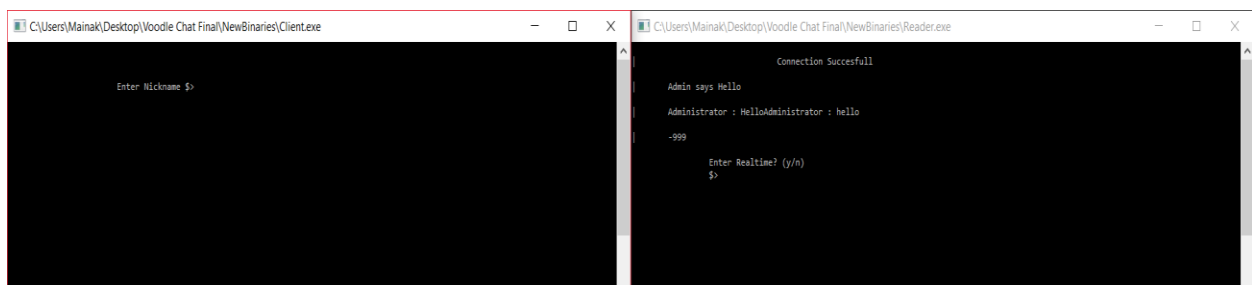 C:\Users\Mainak\Desktop\Voodle Chat Final\NewBinaries\Client.exe
Enter Nickname $>
C:\Users\Mainak\Desktop\Voodle Chat Final\NewBinaries\Reader.exe
| Connection Succesfull
| Admin says Hello
| Administrator : HelloAdministrator : hello
| -999
Enter Realtime? (y/n)
$>